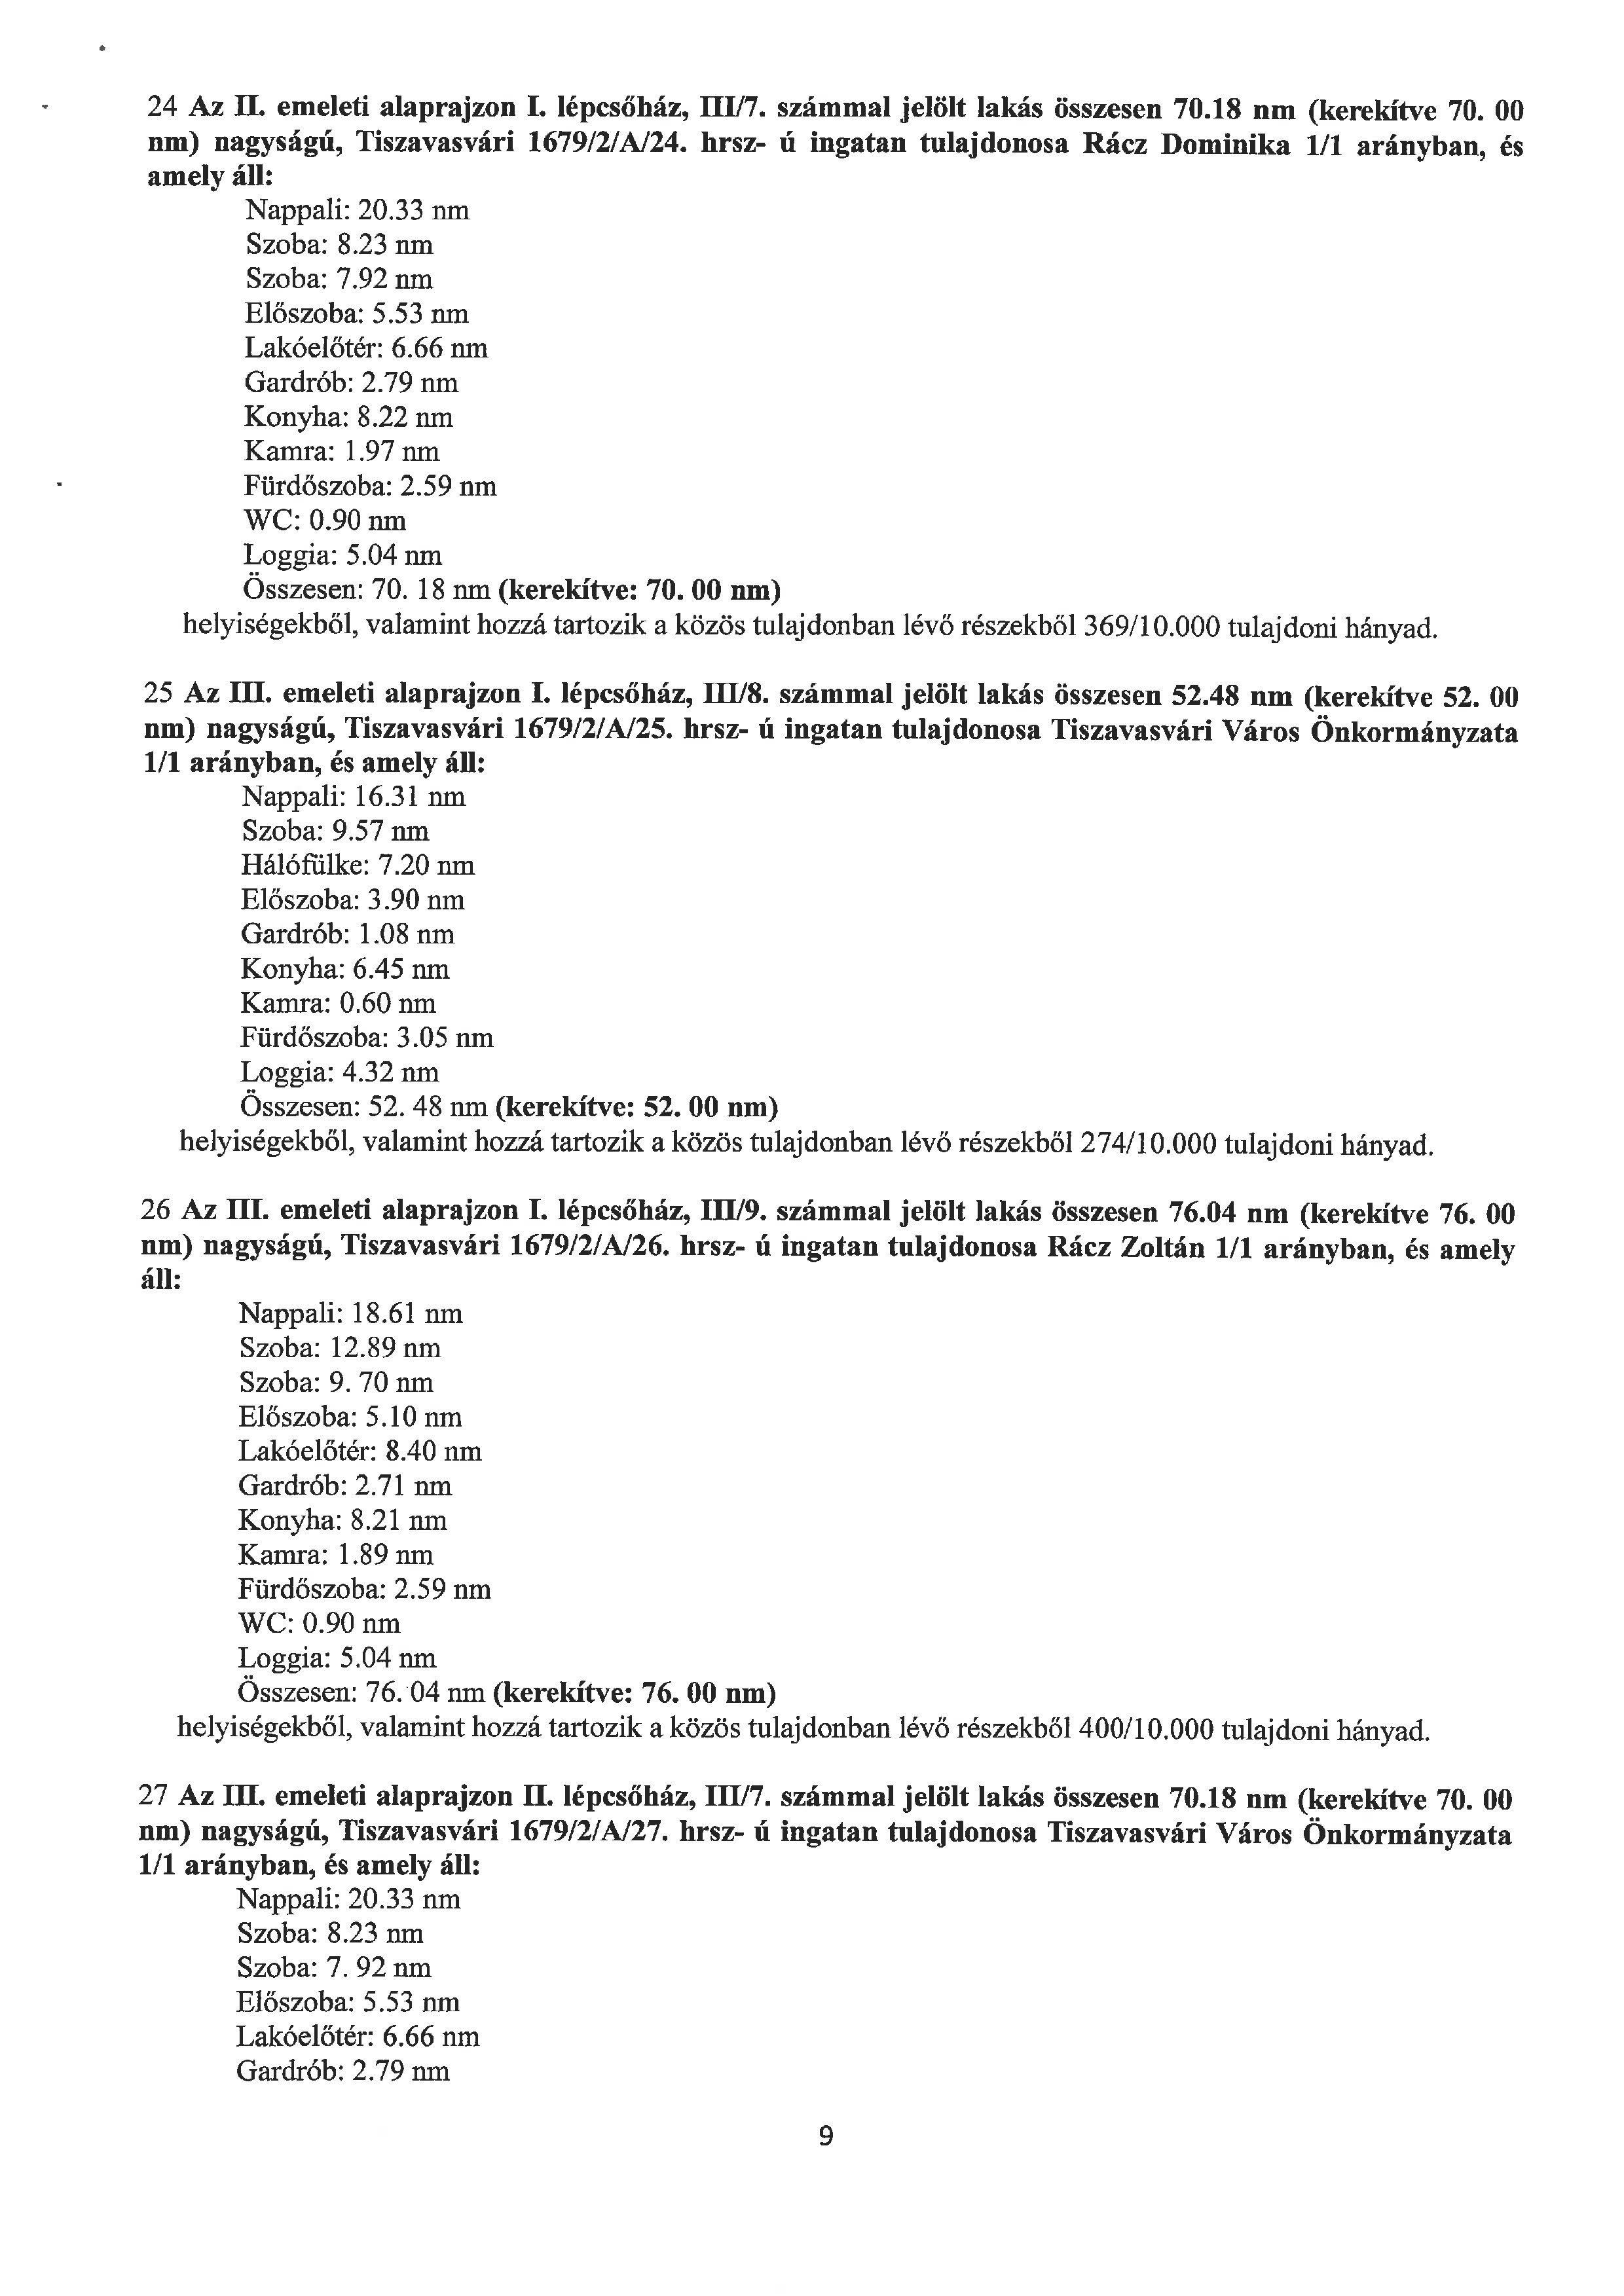 24 Az II. emeleti alaprajzon I. lépcsőház, III/7. számmal jelölt lakás összesen 70.18 nm (kerekítve 70. 00
nm) nagyságú, Tiszavasvári 1679/2/A/24. hrsz- ú ingatan tulajdonosa Rácz Dominika 1/1 arányban, és
amely áll:
Nappali: 20.33 nm
Szoba: 8.23 nm
Szoba: 7.92 nm
Előszoba: 5.53 nm
Lakóelőtér: 6.66 nm
Gardrób: 2.79 nm
Konyha: 8.22 nm
Kamra: 1.97 nm
Fürdőszoba: 2.59 nm
WC: 0.90 nm
Loggia: 5.04 nm
Összesen: 70. 18 nm (kerekítve: 70. 00 nm)
helyiségekből, valamint hozzá tartozik a közös tulajdonban lévő részekből 369/10.000 tulajdoni hányad.
25 Az III. emeleti alaprajzon I. lépcsőház, III/8. számmal jelölt lakás összesen 52.48 nm (kerekítve 52. 00
nm) nagyságú, Tiszavasvári 1679/2/A/25. hrsz- ú ingatan tulajdonosa Tiszavasvári Város Önkormányzata
1/1 arányban, és amely áll:
Nappali: 16.31 nm
Szoba: 9.57 nm
Hálófülke: 7.20 nm
Előszoba: 3.90 nm
Gardrób: 1.08 nm
Konyha: 6.45 nm
Kamra: 0.60 nm
Fürdőszoba: 3.05 nm
Loggia: 4.32 nm
Összesen: 52. 48 nm (kerekítve: 52. 00 nm)
helyiségekből, valamint hozzá tartozik a közös tulajdonban lévő részekből 274/10.000 tulajdoni hányad.
26 Az III. emeleti alaprajzon I. lépcsőház, III/9. számmal jelölt lakás összesen 76.04 nm (kerekítve 76. 00
nm) nagyságú, Tiszavasvári 1679/2/A/26. hrsz- ú ingatan tulajdonosa Rácz Zoltán 1/1 arányban, és amely
áll:
Nappali: 18.61 nm
Szoba: 12.89 nm
Szoba: 9. 70 nm
Előszoba: 5.10 nm
Lakóelőtér: 8.40 nm
Gardrób: 2.71 nm
Konyha: 8.21 nm
Kamra: 1.89 nm
Fürdőszoba: 2.59 nm
WC: 0.90 nm
Loggia: 5.04 nm
Összesen: 76. 04 nm (kerekítve: 76. 00 nm)
helyiségekből, valamint hozzá tartozik a közös tulajdonban lévő részekből 400/10.000 tulajdoni hányad.
27 Az III. emeleti alaprajzon II. lépcsőház, III/7. számmal jelölt lakás összesen 70.18 nm (kerekítve 70. 00
nm) nagyságú, Tiszavasvári 1679/2/A/27. hrsz- ú ingatan tulajdonosa Tiszavasvári Város Önkormányzata
1/1 arányban, és amely áll:
Nappali: 20.33 nm
Szoba: 8.23 nm
Szoba: 7. 92 nm
Előszoba: 5.53 nm
Lakóelőtér: 6.66 nm
Gardrób: 2.79 nm
9